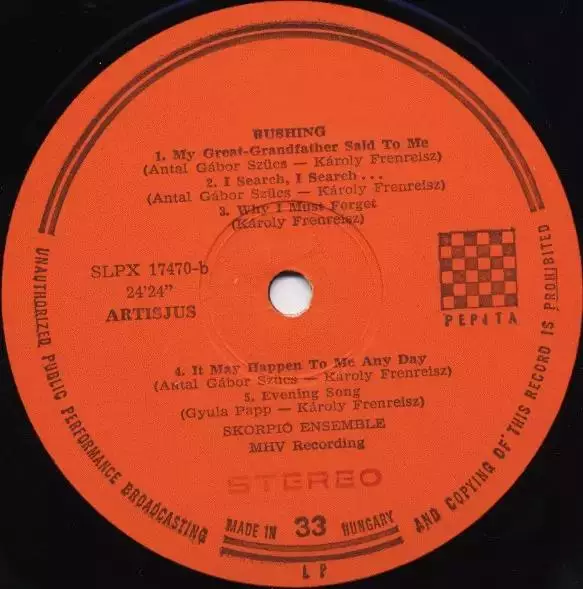 RUSHING
1. My Great-Grandfather Said To Me
(Antal Gábor Szücs — Károly Frenreisz)
2. I Search, I Search...
(Antal Gábor Szücs — Károly Frenreisz)
3. Why I Must Forget
(Károly Frenreisz)
SLPX 17470-b
24'24"
ARTISJUS
PEPITA
4. It May Happen To Me Any Day
(Antal Gábor Szücs — Károly Frenreisz)
5. Evening Song
(Gyula Papp — Károly Frenreisz)
SKORPIÓ ENSEMBLE
MHV Recording
STEREO
UNAUTHORIZED PUBLIC PERFORMANCE BROADCASTING AND COPYING OF THIS RECORD IS PROHIBITED
MADE IN 33 HUNGARY
LP